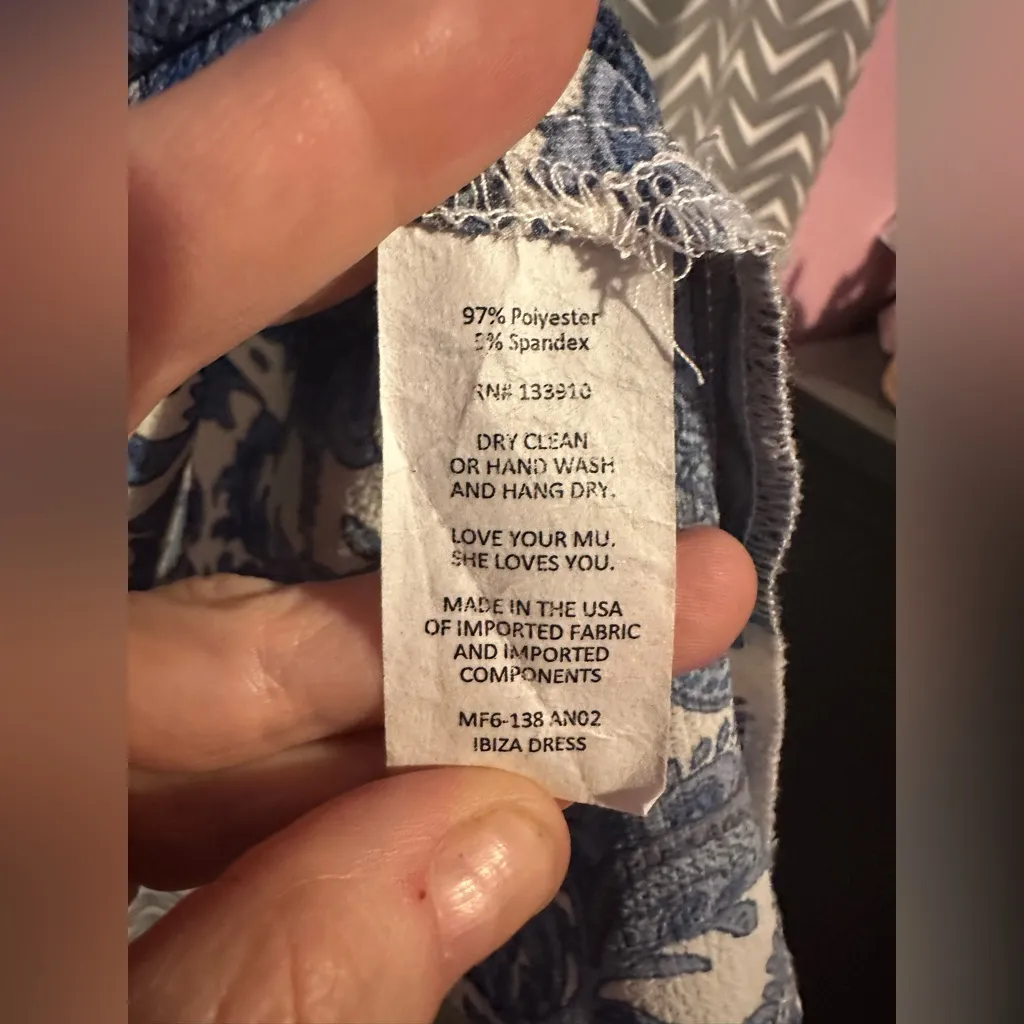 97% Polyester
3% Spandex
RN# 133910
DRY CLEAN
OR HAND WASH
AND HANG DRY.
LOVE YOUR MU.
SHE LOVES YOU.
MADE IN THE USA
OF IMPORTED FABRIC
AND IMPORTED
COMPONENTS
MF6-138 AN02
IBIZA DRESS